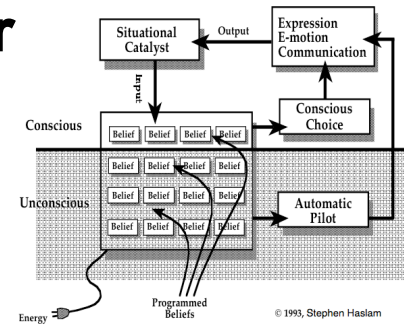 r
Situational
Catalyst
Output
Expression
E-motion
Communication
Input
Conscious
Belief Belief Belief Belief
Conscious
Choice
Unconscious
Belief Belief Belief Belief
Belief Belief Belief Belief
Belief Belief Belief Belief
Automatic
Pilot
Energy
Programmed
Beliefs
© 1993, Stephen Haslam